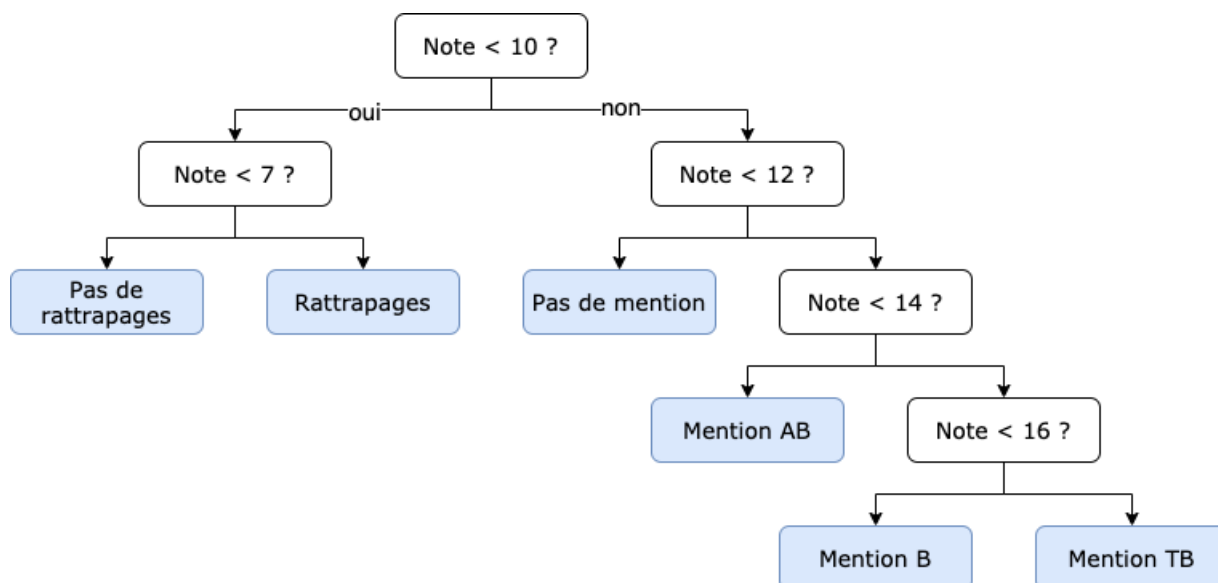 Note < 10 ?
oui
non
Note < 7 ?
Note < 12 ?
Pas de
rattrapages
Rattrapages
Pas de mention
Note < 14 ?
Mention AB
Note < 16 ?
Mention B
Mention TB